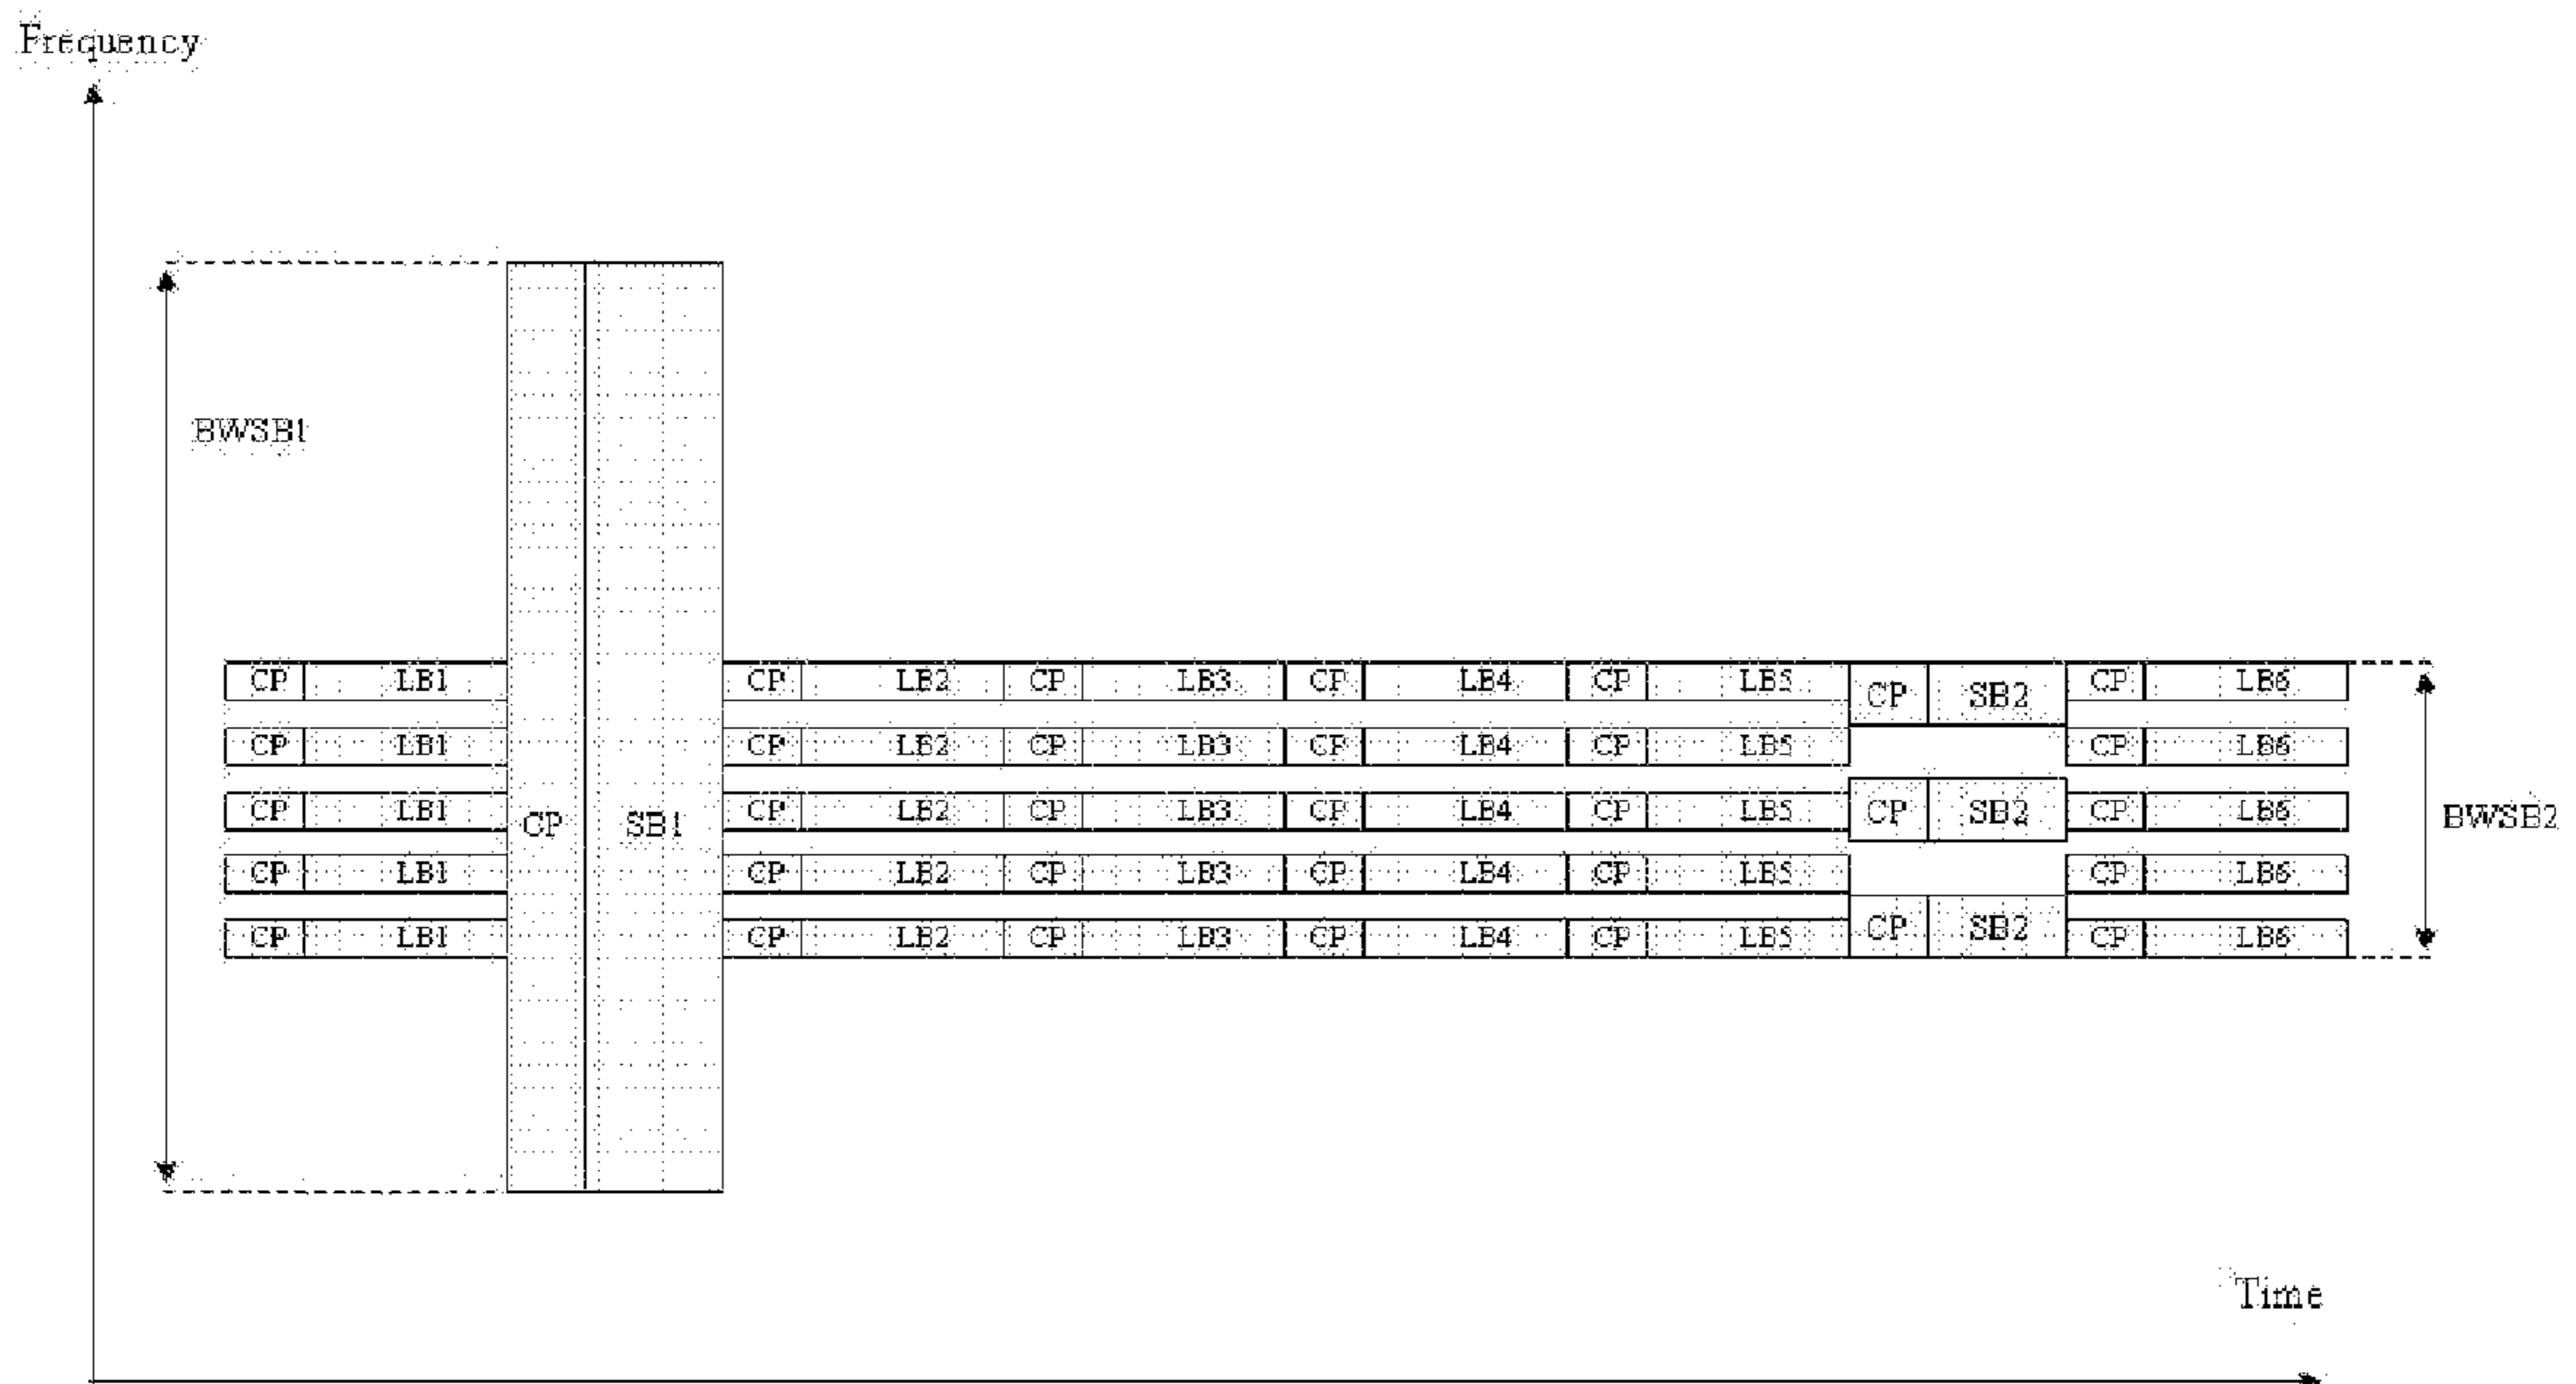 Frequency
BWSB1
CP LB1 CP LB2 CP LB3 CP LB4 CP LB5 CP SB2 CP LB6
CP LB1 CP LB2 CP LB3 CP LB4 CP LB5 CP LB6
CP LB1 CP SB1 CP LB2 CP LB3 CP LB4 CP LB5 CP SB2 CP LB6 BWSB2
CP LB1 CP LB2 CP LB3 CP LB4 CP LB5 CP LB6
CP LB1 CP LB2 CP LB3 CP LB4 CP LB5 CP SB2 CP LB6
Time